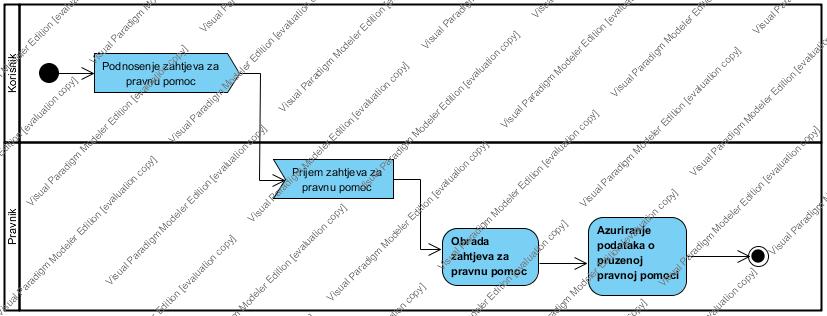 Korisnik
Podnosenje zahtjeva za
pravnu pomoc
Pravnik
Prijem zahtjeva za
pravnu pomoc
Obrada
zahtjeva za
pravnu pomoc
Azuriranje
podataka o
pruzenoj
pravnoj pomoci
Visual Paradigm Modeler Edition [evaluation copy]